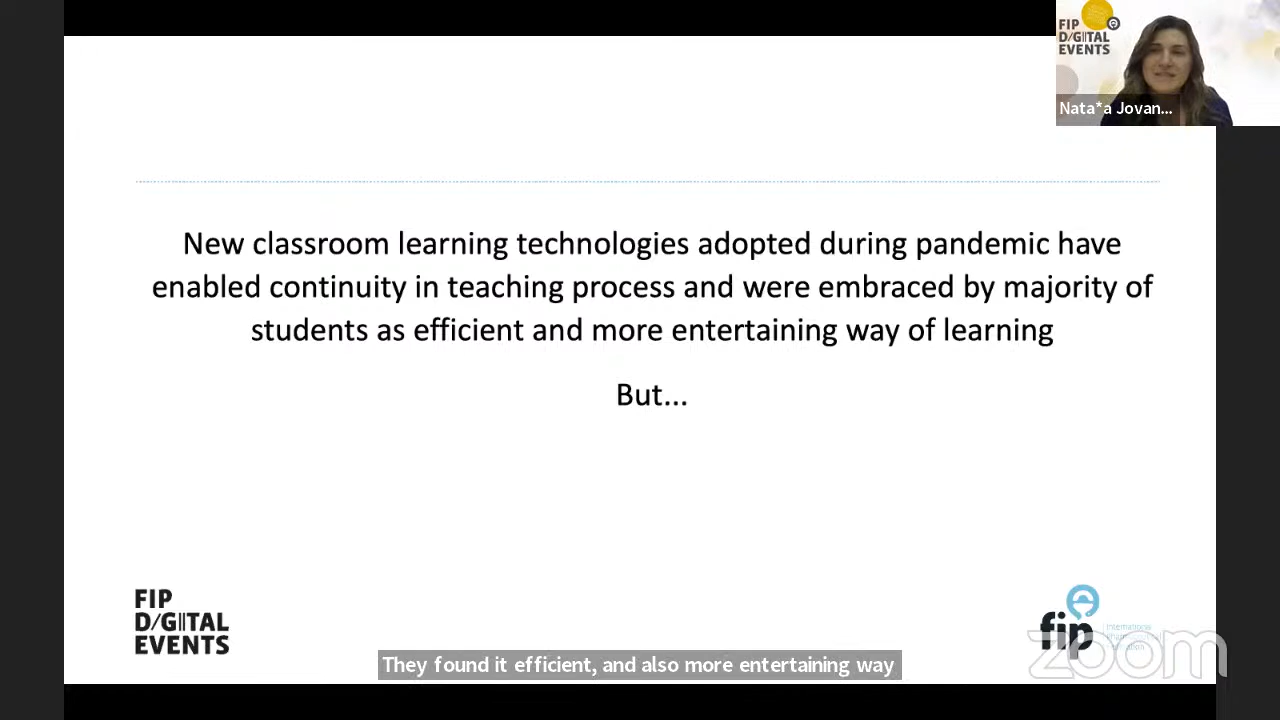 FIP
D/GITAL
EVENTS
Nata*a Jovan...
New classroom learning technologies adopted during pandemic have
enabled continuity in teaching process and were embraced by majority of
students as efficient and more entertaining way of learning
But...
FIP
D/GITAL
EVENTS
fip
International
zoom
They found it efficient, and also more entertaining way